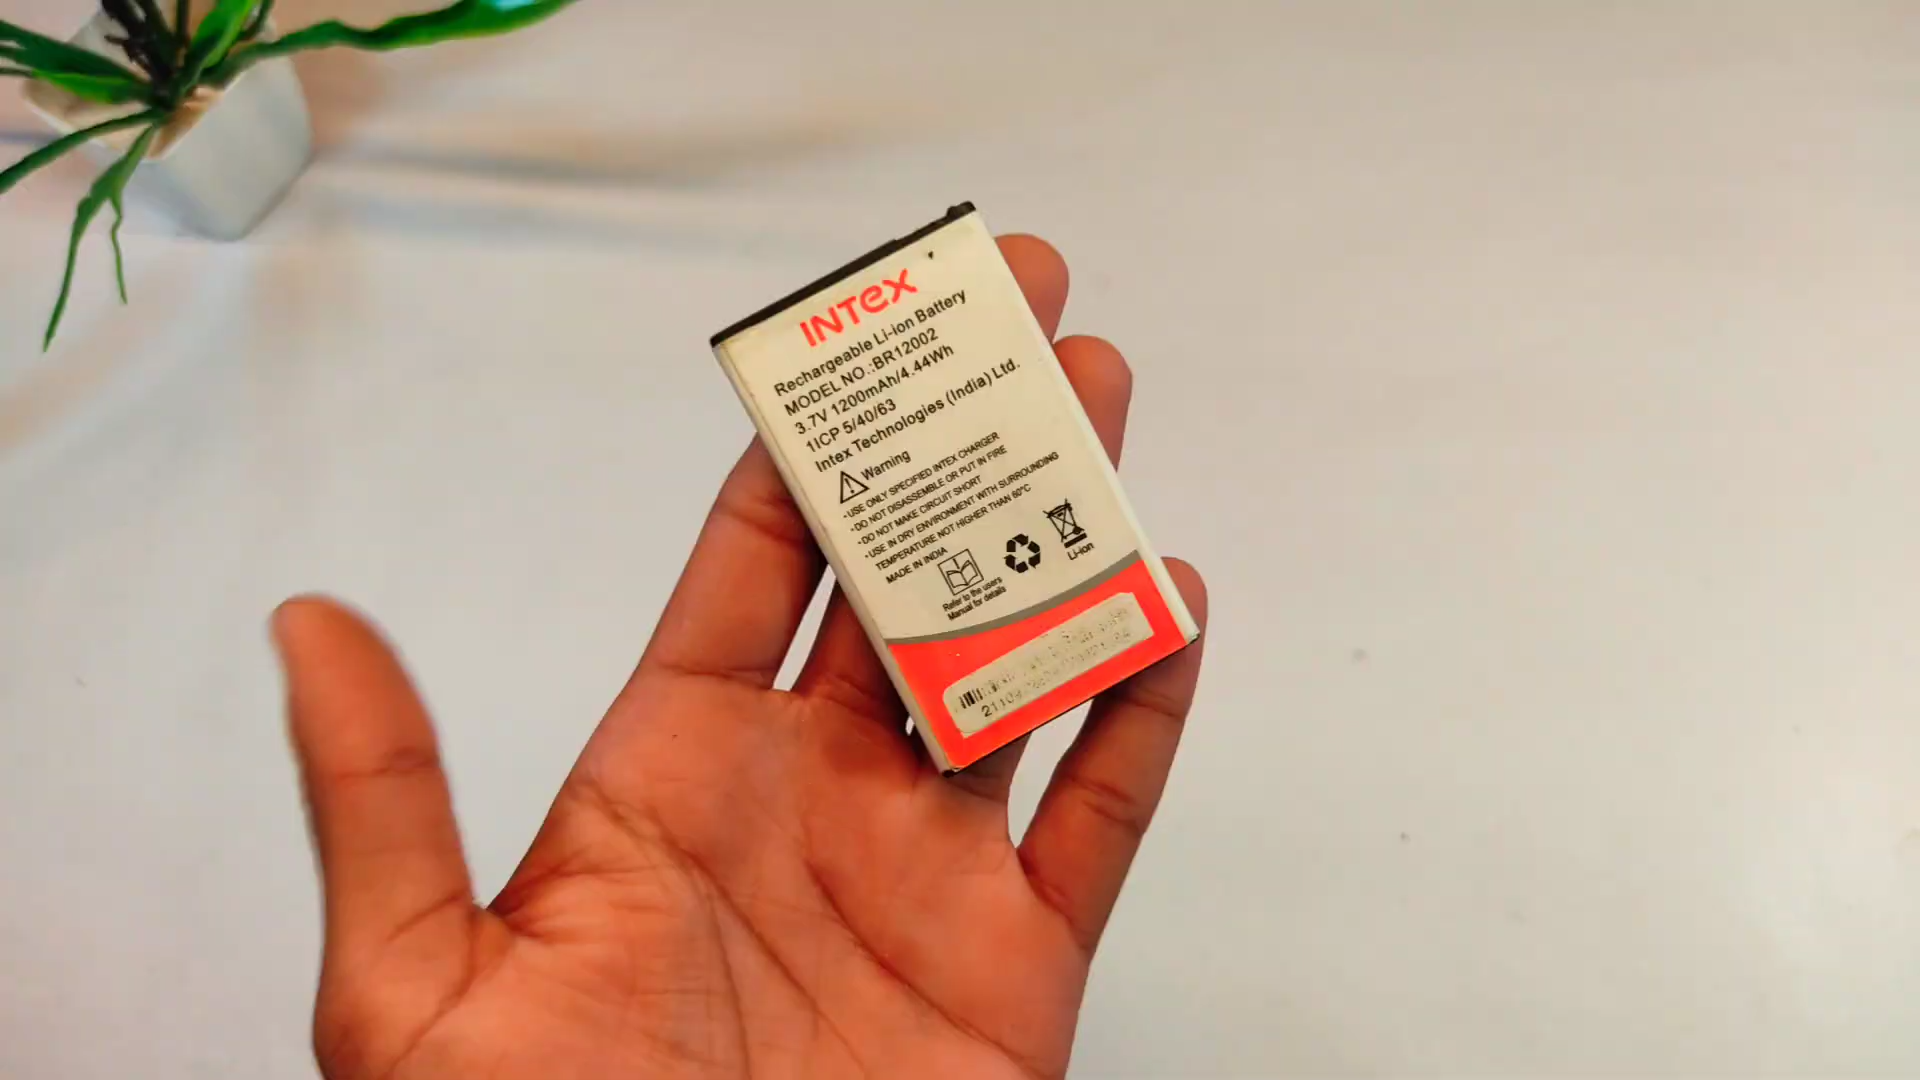 INTEX
Rechargeable Li-ion Battery
MODEL NO.:BR12002
3.7V 1200mAh/4.44Wh
1ICP 5/40/63
Intex Technologies (India) Ltd.
Warning
•USE ONLY SPECIFIED INTEX CHARGER
•DO NOT DISASSEMBLE OR PUT IN FIRE
•DO NOT MAKE CIRCUIT SHORT
•USE IN DRY ENVIRONMENT WITH SURROUNDING
TEMPERATURE NOT HIGHER THAN 60°C
MADE IN INDIA
Refer to the users
Manual for details
Li-ion